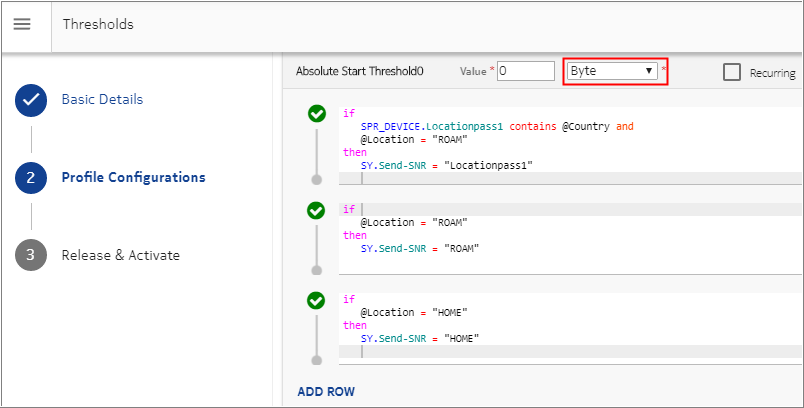 Thresholds
Basic Details
2 Profile Configurations
3 Release & Activate
Absolute Start Threshold0 Value * 0 Byte * Recurring
if
SPR_DEVICE.Locationpass1 contains @Country and
@Location = "ROAM"
then
SY.Send-SNR = "Locationpass1"
if
@Location = "ROAM"
then
SY.Send-SNR = "ROAM"
if
@Location = "HOME"
then
SY.Send-SNR = "HOME"
ADD ROW